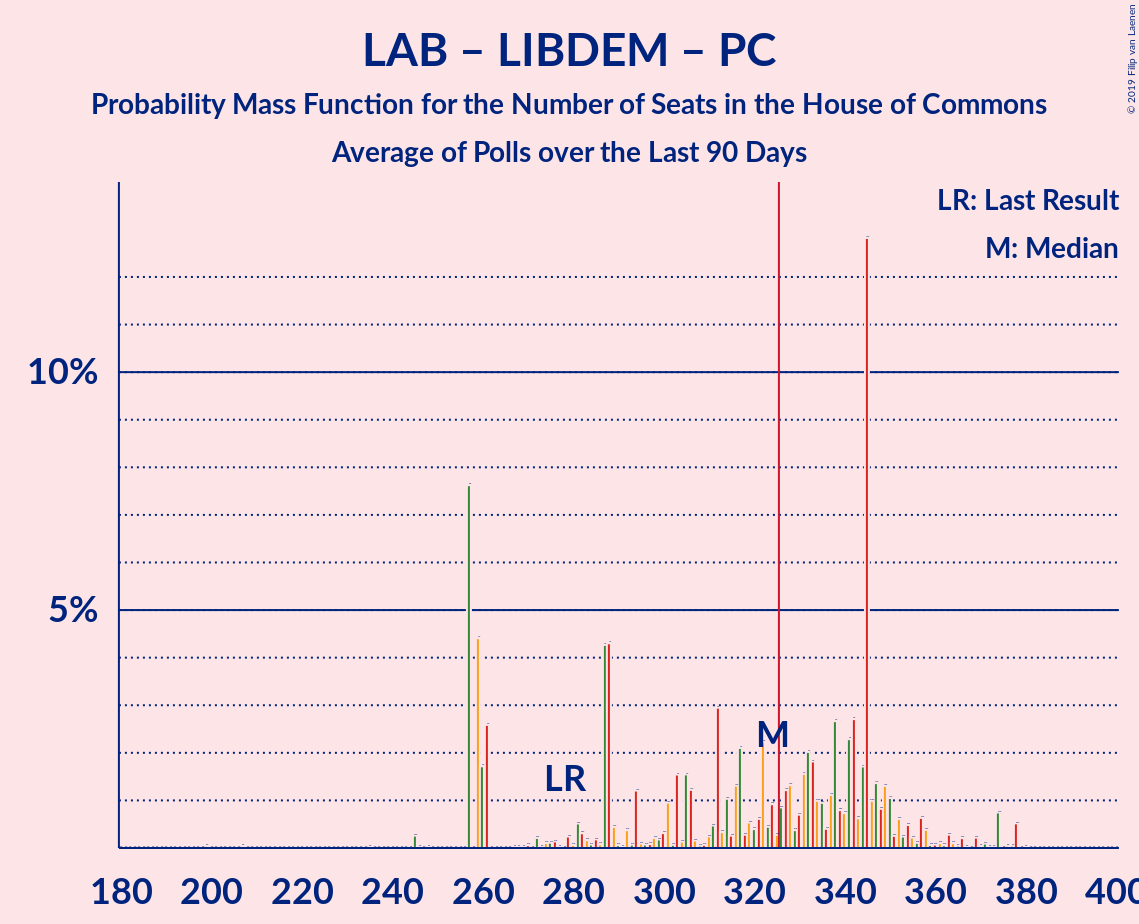 LAB – LIBDEM – PC
Probability Mass Function for the Number of Seats in the House of Commons
Average of Polls over the Last 90 Days
© 2019 Filip van Laenen
LR: Last Result
M: Median
10%
5%
M
LR
180 200 220 240 260 280 300 320 340 360 380 400